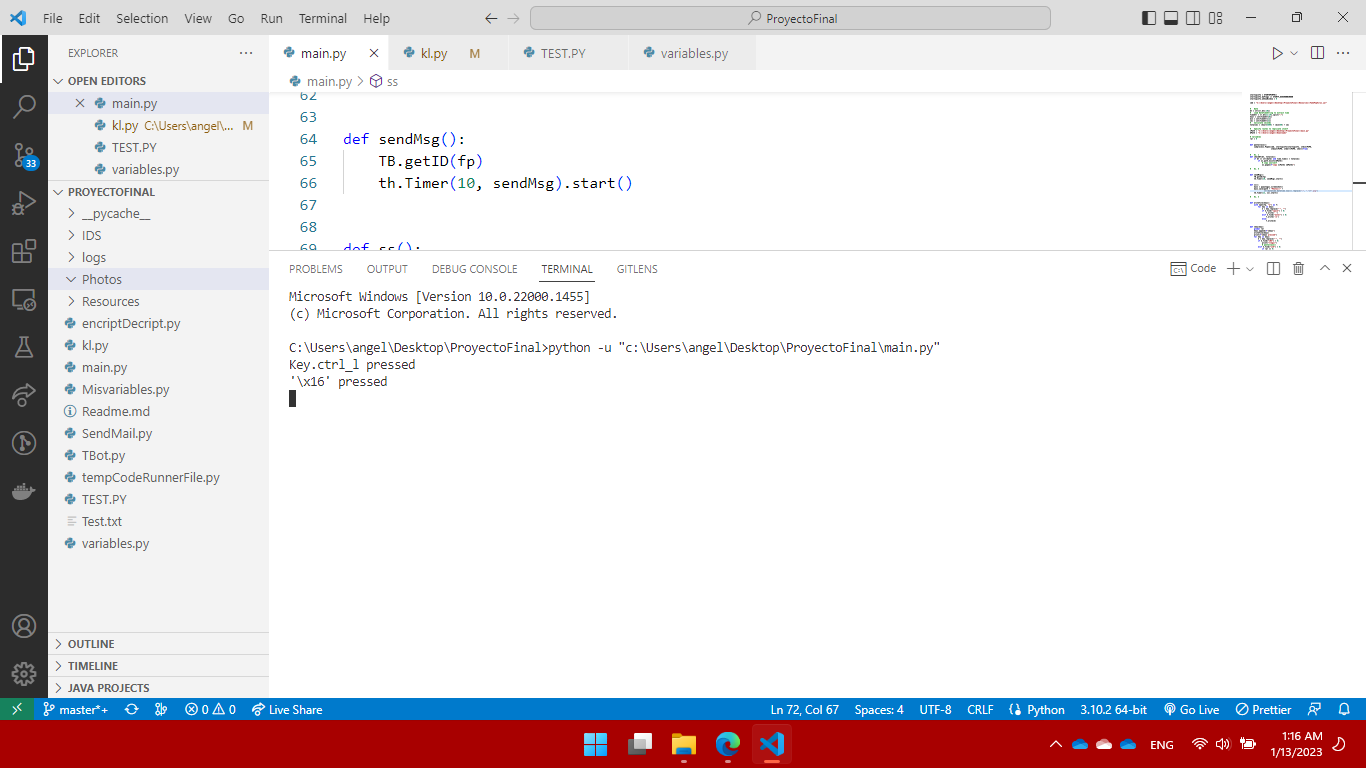 File Edit Selection View Go Run Terminal Help
ProyectoFinal
EXPLORER
OPEN EDITORS
main.py
kl.py C:\Users\angel\... M
TEST.PY
variables.py
PROYECTOFINAL
__pycache__
IDS
logs
Photos
Resources
encriptDecript.py
kl.py
main.py
Misvariables.py
Readme.md
SendMail.py
TBot.py
tempCodeRunnerFile.py
TEST.PY
Test.txt
variables.py
OUTLINE
TIMELINE
JAVA PROJECTS
33
main.py kl.py M TEST.PY variables.py
main.py ss
62
63
64 def sendMsg():
65 TB.getID(fp)
66 th.Timer(10, sendMsg).start()
67
68
69 def ss():
PROBLEMS OUTPUT DEBUG CONSOLE TERMINAL GITLENS
Code
Microsoft Windows [Version 10.0.22000.1455]
(c) Microsoft Corporation. All rights reserved.
C:\Users\angel\Desktop\ProyectoFinal>python -u "c:\Users\angel\Desktop\ProyectoFinal\main.py"
Key.ctrl_l pressed
'\x16' pressed
master*+ 0 0 Live Share
Ln 72, Col 67 Spaces: 4 UTF-8 CRLF Python 3.10.2 64-bit Go Live Prettier
ENG
1:16 AM
1/13/2023